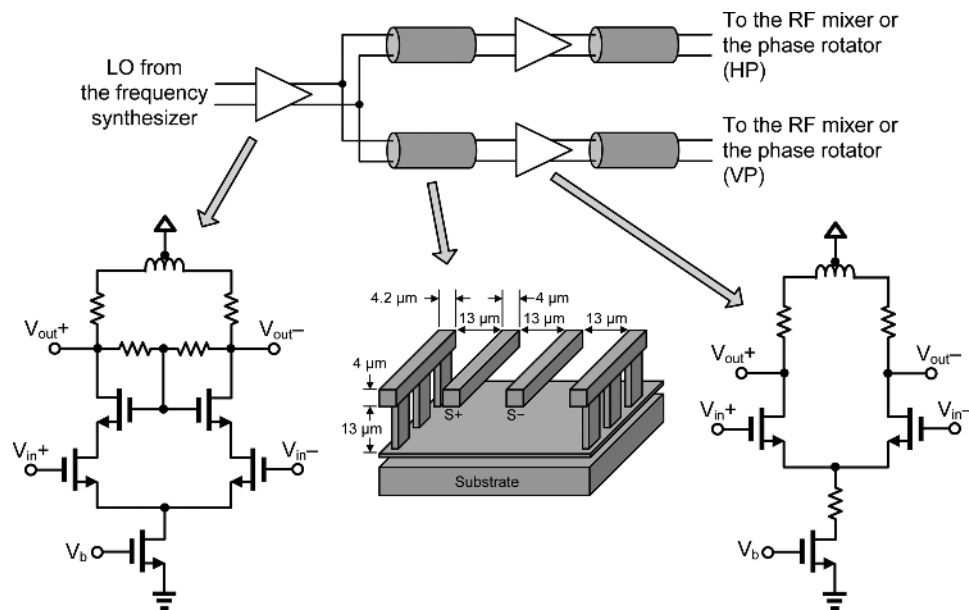 LO from
the frequency
synthesizer
To the RF mixer or
the phase rotator
(HP)
To the RF mixer or
the phase rotator
(VP)
Vout+
Vout−
Vin+
Vin−
Vb
4.2 μm
4 μm
13 μm
13 μm
13 μm
4 μm
13 μm
S+
S−
Substrate
Vout+
Vout−
Vin+
Vin−
Vb